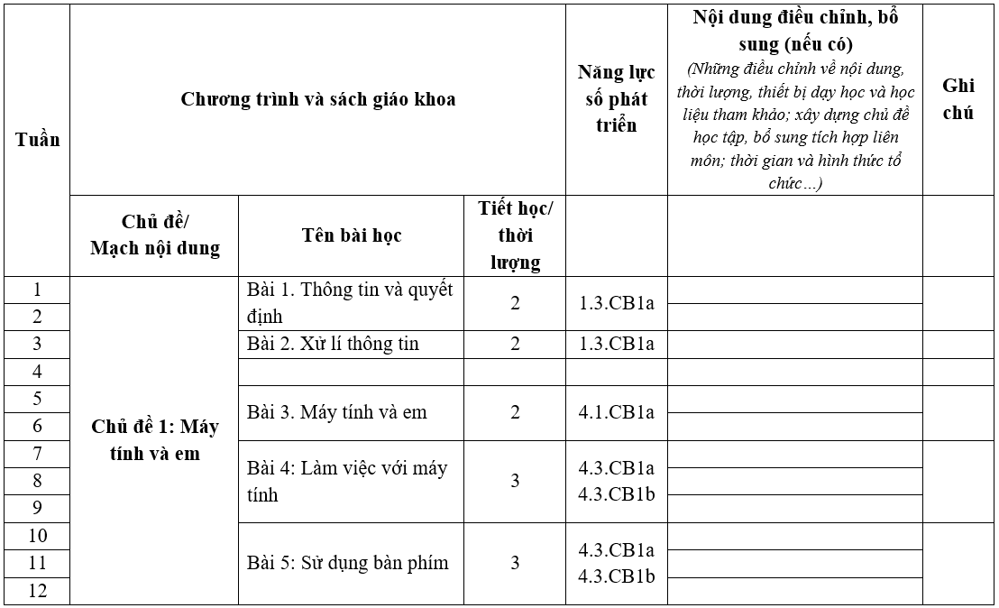 Tuần
Chương trình và sách giáo khoa
Năng lực
số phát
triển
Nội dung điều chỉnh, bổ
sung (nếu có)
(Những điều chỉnh về nội dung,
thời lượng, thiết bị dạy học và học
liệu tham khảo; xây dựng chủ đề
học tập, bổ sung tích hợp liên
môn; thời gian và hình thức tổ
chức…)
Ghi
chú
Chủ đề/
Mạch nội dung
Tên bài học
Tiết học/
thời
lượng
1
2
3
4
5
6
7
8
9
10
11
12
Chủ đề 1: Máy
tính và em
Bài 1. Thông tin và quyết
định
2
1.3.CB1a
Bài 2. Xử lí thông tin
2
1.3.CB1a
Bài 3. Máy tính và em
2
4.1.CB1a
Bài 4: Làm việc với máy
tính
3
4.3.CB1a
4.3.CB1b
Bài 5: Sử dụng bàn phím
3
4.3.CB1a
4.3.CB1b